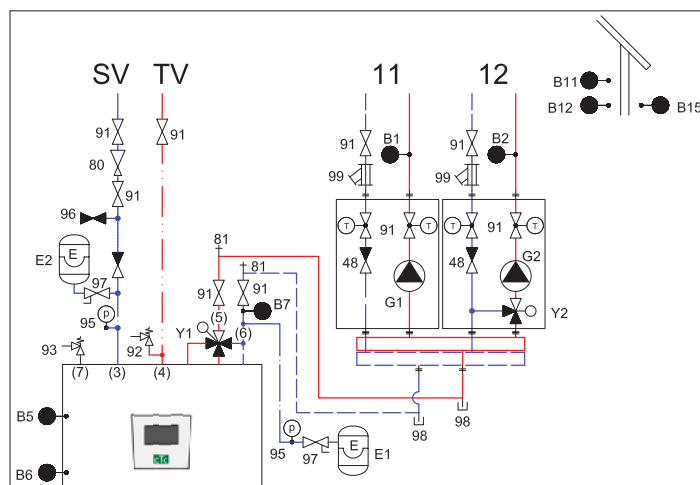 SV TV 11 12
B11
B12 B15
91 91 91 B1 91 B2
80
99 99
91
96
T 91 T T 91 T
E2 E
48 48 G2
97 81
81
G1
95 P 91 91 B7 Y2
(5)
93 92 Y1 (6)
(7) (3) (4)
B5
98 98
P
95 97 E E1
cTc
B6